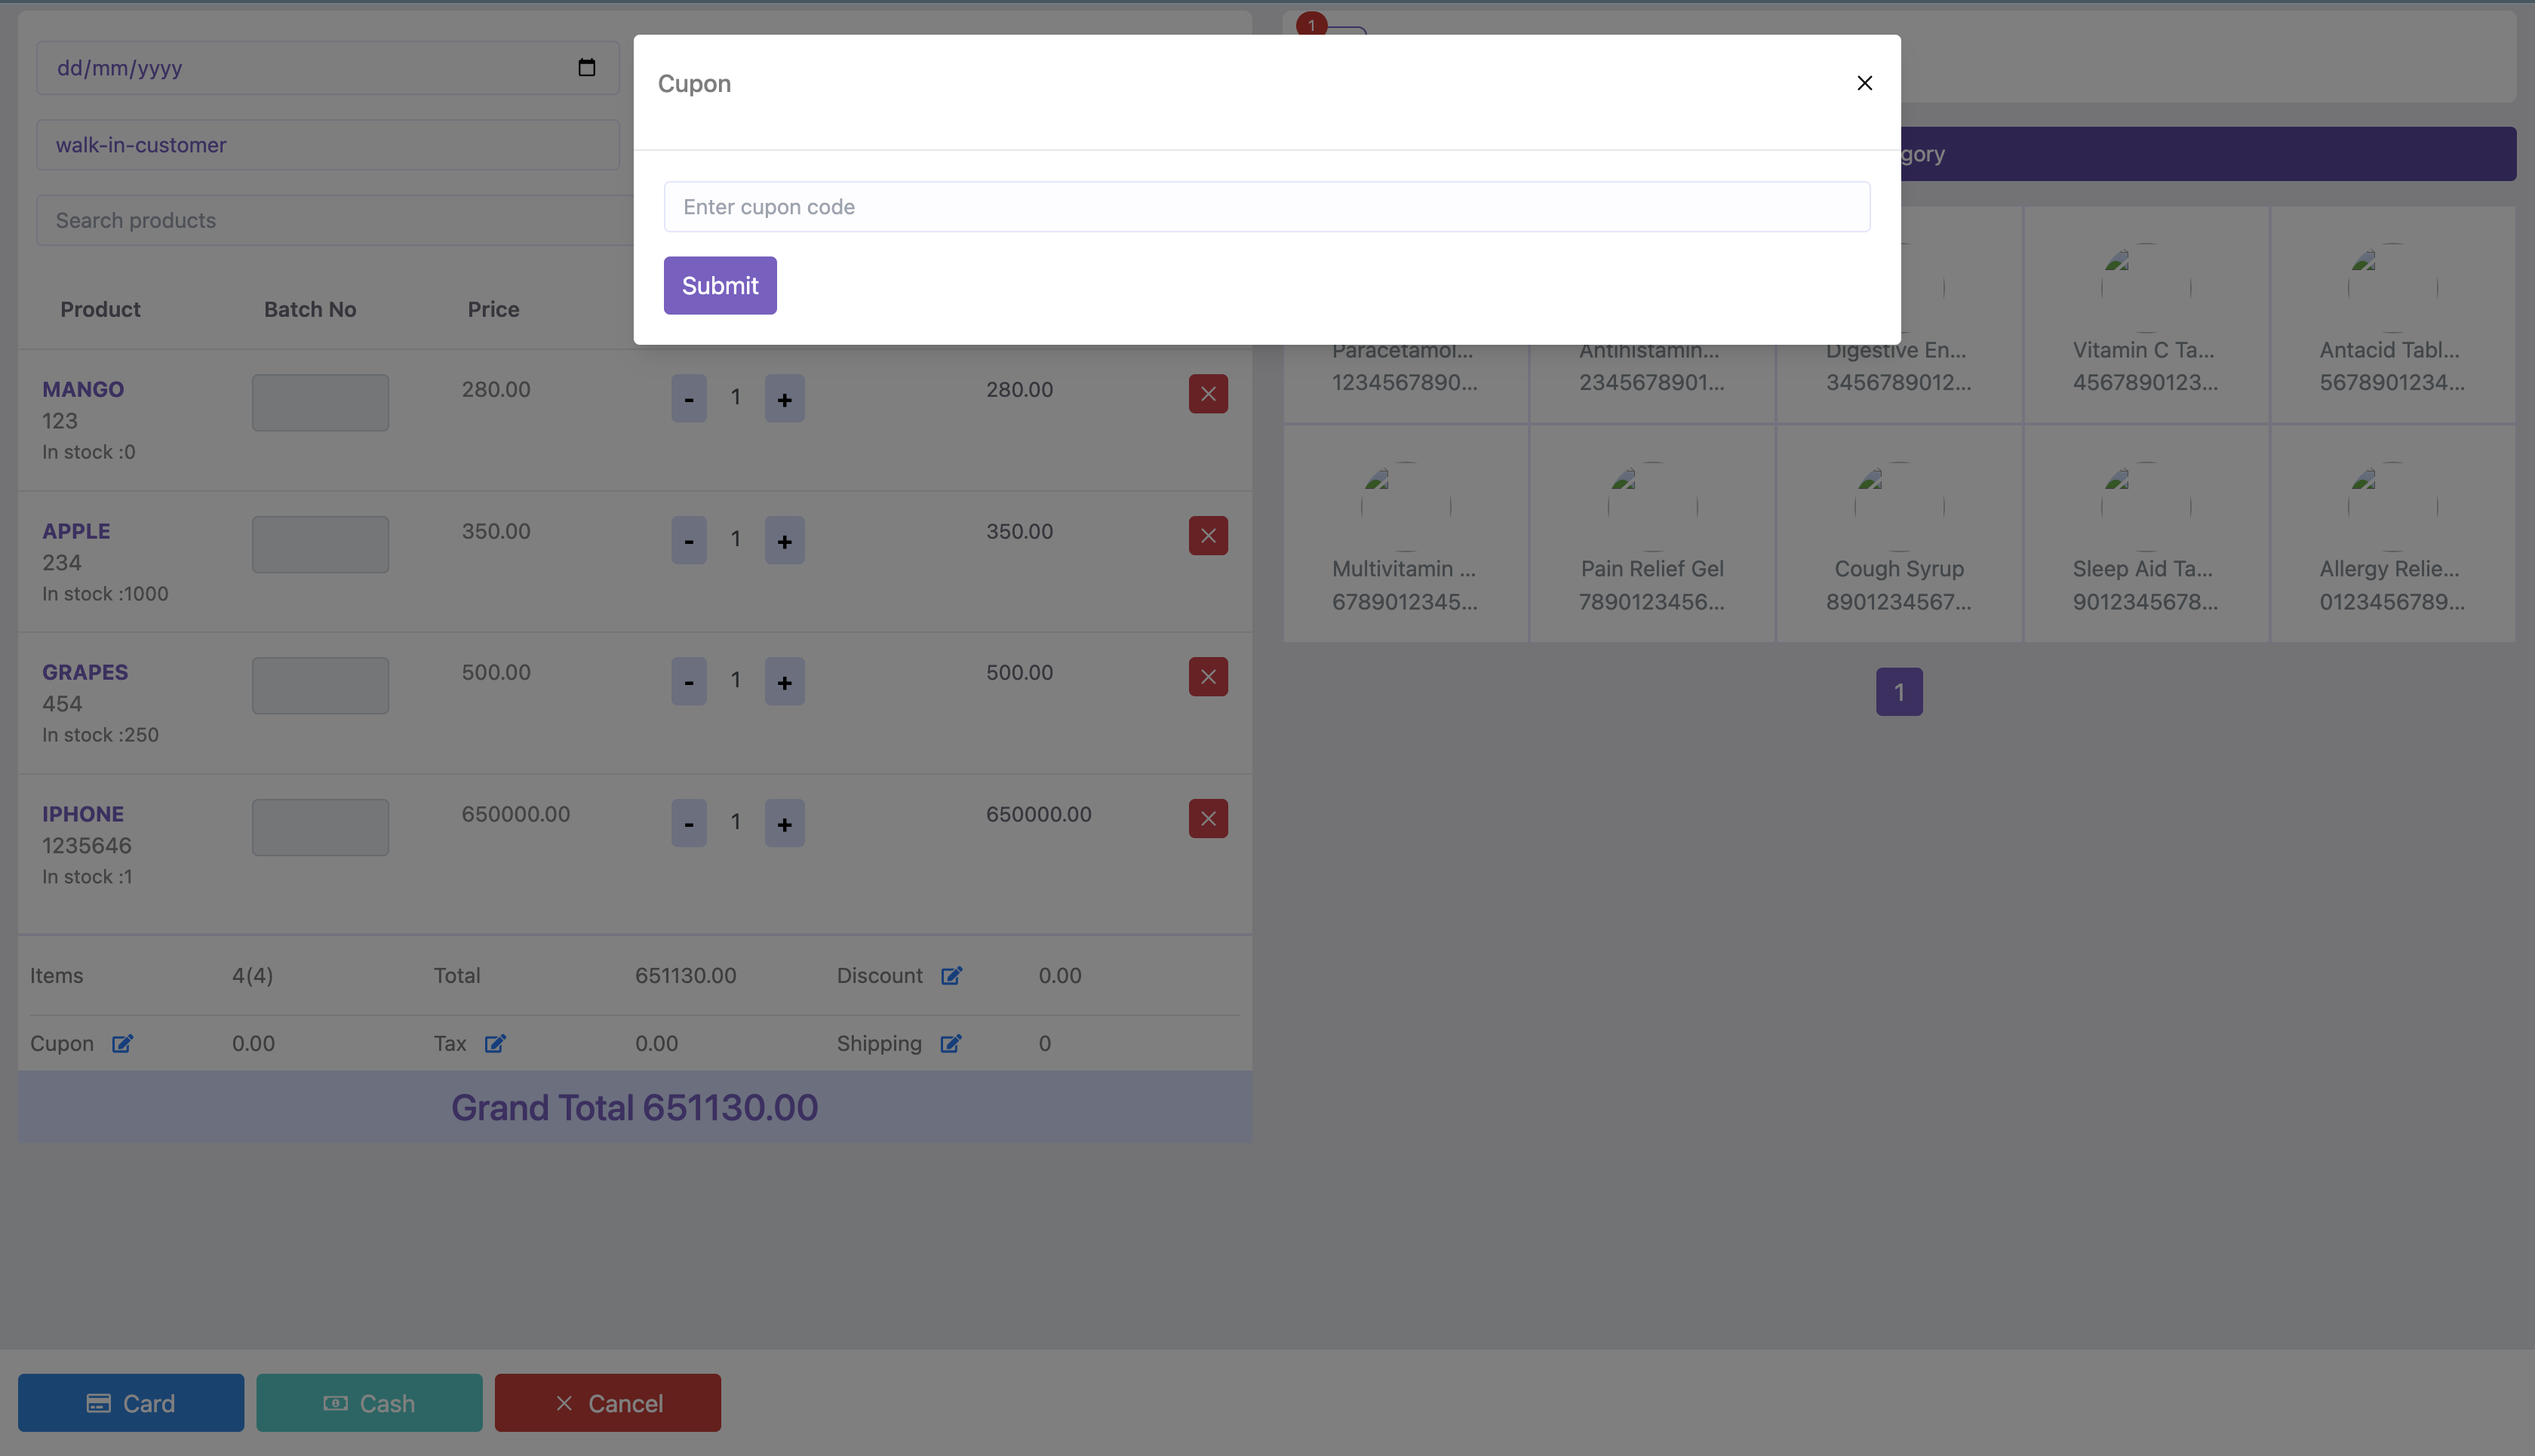 1
dd/mm/yyyy
Cupon
walk-in-customer
gory
Enter cupon code
Search products
Submit
Product Batch No Price
Paracetamol... Antihistamin... Digestive En... Vitamin C Ta... Antacid Tabl...
1234567890... 2345678901... 3456789012... 4567890123... 5678901234...
MANGO 280.00 - 1 + 280.00
123
In stock :0
APPLE 350.00 - 1 + 350.00
234
In stock :1000
Multivitamin ... Pain Relief Gel Cough Syrup Sleep Aid Ta... Allergy Relie...
6789012345... 7890123456... 8901234567... 9012345678... 0123456789...
GRAPES 500.00 - 1 + 500.00
454
In stock :250
1
IPHONE 650000.00 - 1 + 650000.00
1235646
In stock :1
Items 4(4) Total 651130.00 Discount 0.00
Cupon 0.00 Tax 0.00 Shipping 0
Grand Total 651130.00
Card Cash Cancel